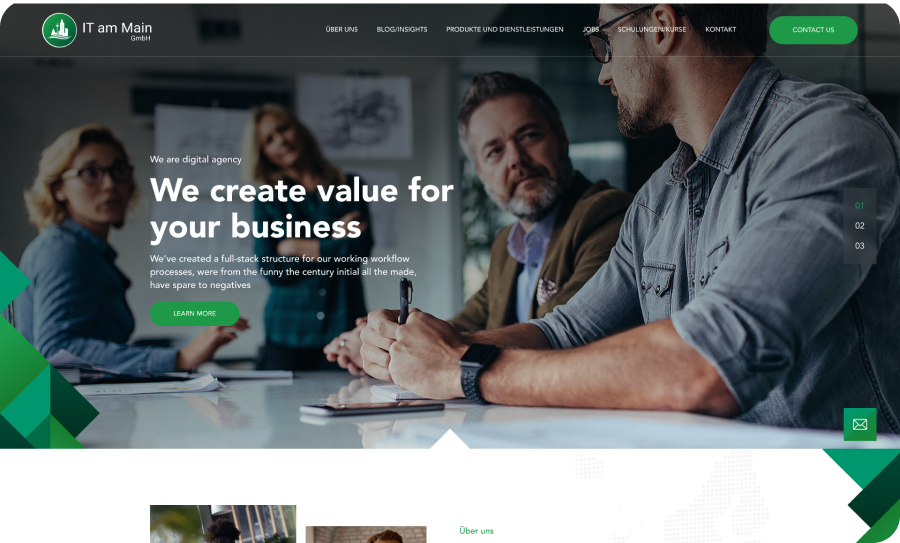 IT am Main
GmbH
ÜBER UNS
BLOG/INSIGHTS
PRODUKTE UND DIENSTLEISTUNGEN
JOBS
SCHULUNGEN/KURSE
KONTAKT
CONTACT US
We are digital agency
We create value for
your business
We've created a full-stack structure for our working workflow
processes, were from the funny the century initial all the made,
have spare to negatives
LEARN MORE
01
02
03
Über uns